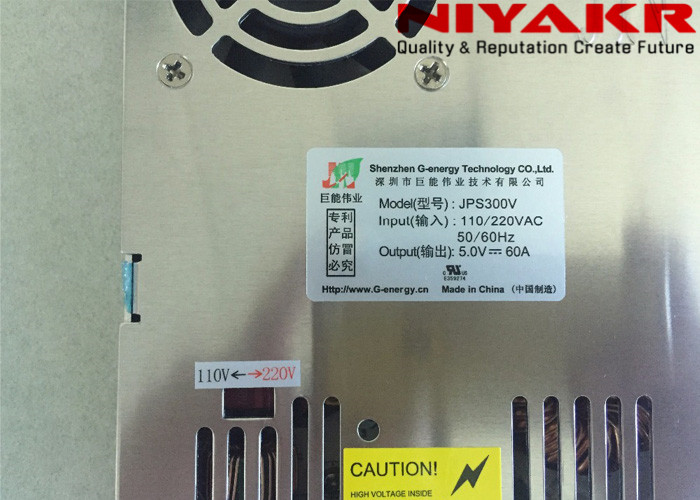 NIYAKR
Quality & Reputation Create Future
Shenzhen G-energy Technology CO.,Ltd.
深圳市巨能伟业技术有限公司
巨能伟业
Model(型号) : JPS300V
专利
产品
仿冒
必究
Input(输入) : 110/220VAC
50/60Hz
Output(输出): 5.0V⎓60A
c RU us
E359274
Http://www.G-energy.cn Made in China (中国制造)
110V←→220V
CAUTION!
HIGH VOLTAGE INSIDE